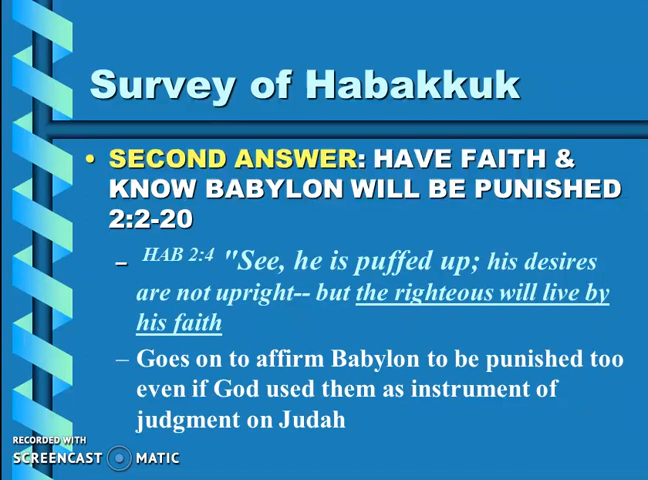 Survey of Habakkuk
• SECOND ANSWER: HAVE FAITH &
KNOW BABYLON WILL BE PUNISHED
2:2-20
– HAB 2:4 "See, he is puffed up; his desires
are not upright-- but the righteous will live by
his faith
– Goes on to affirm Babylon to be punished too
even if God used them as instrument of
judgment on Judah
RECORDED WITH
SCREENCAST MATIC